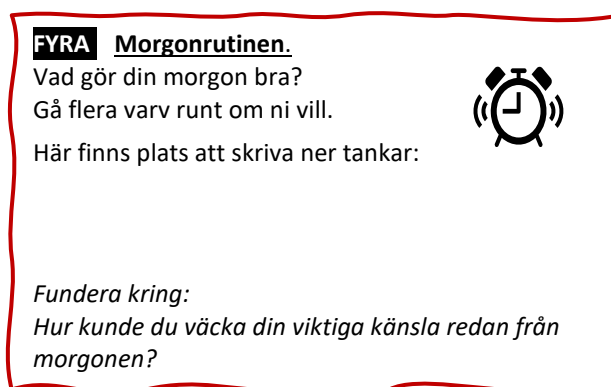 FYRA Morgonrutinen.
Vad gör din morgon bra?
Gå flera varv runt om ni vill.
Här finns plats att skriva ner tankar:
Fundera kring:
Hur kunde du väcka din viktiga känsla redan från
morgonen?